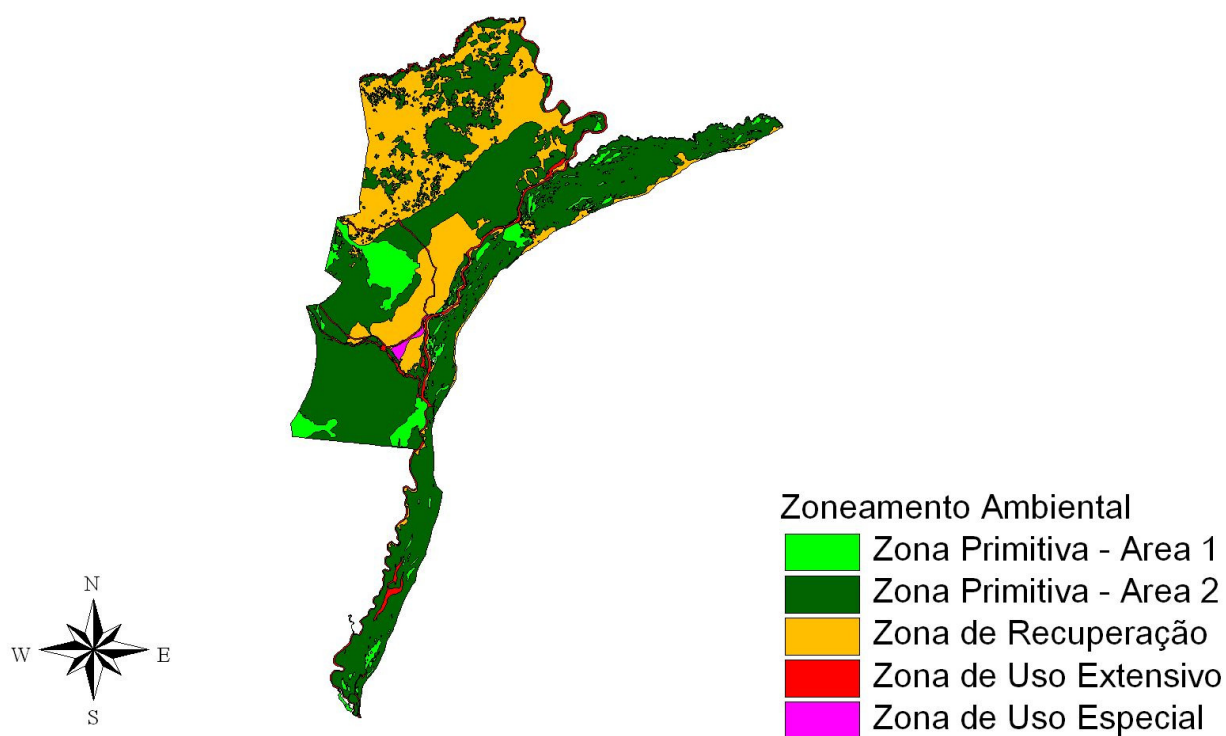 N
W
E
S
Zoneamento Ambiental
Zona Primitiva - Area 1
Zona Primitiva - Area 2
Zona de Recuperação
Zona de Uso Extensivo
Zona de Uso Especial